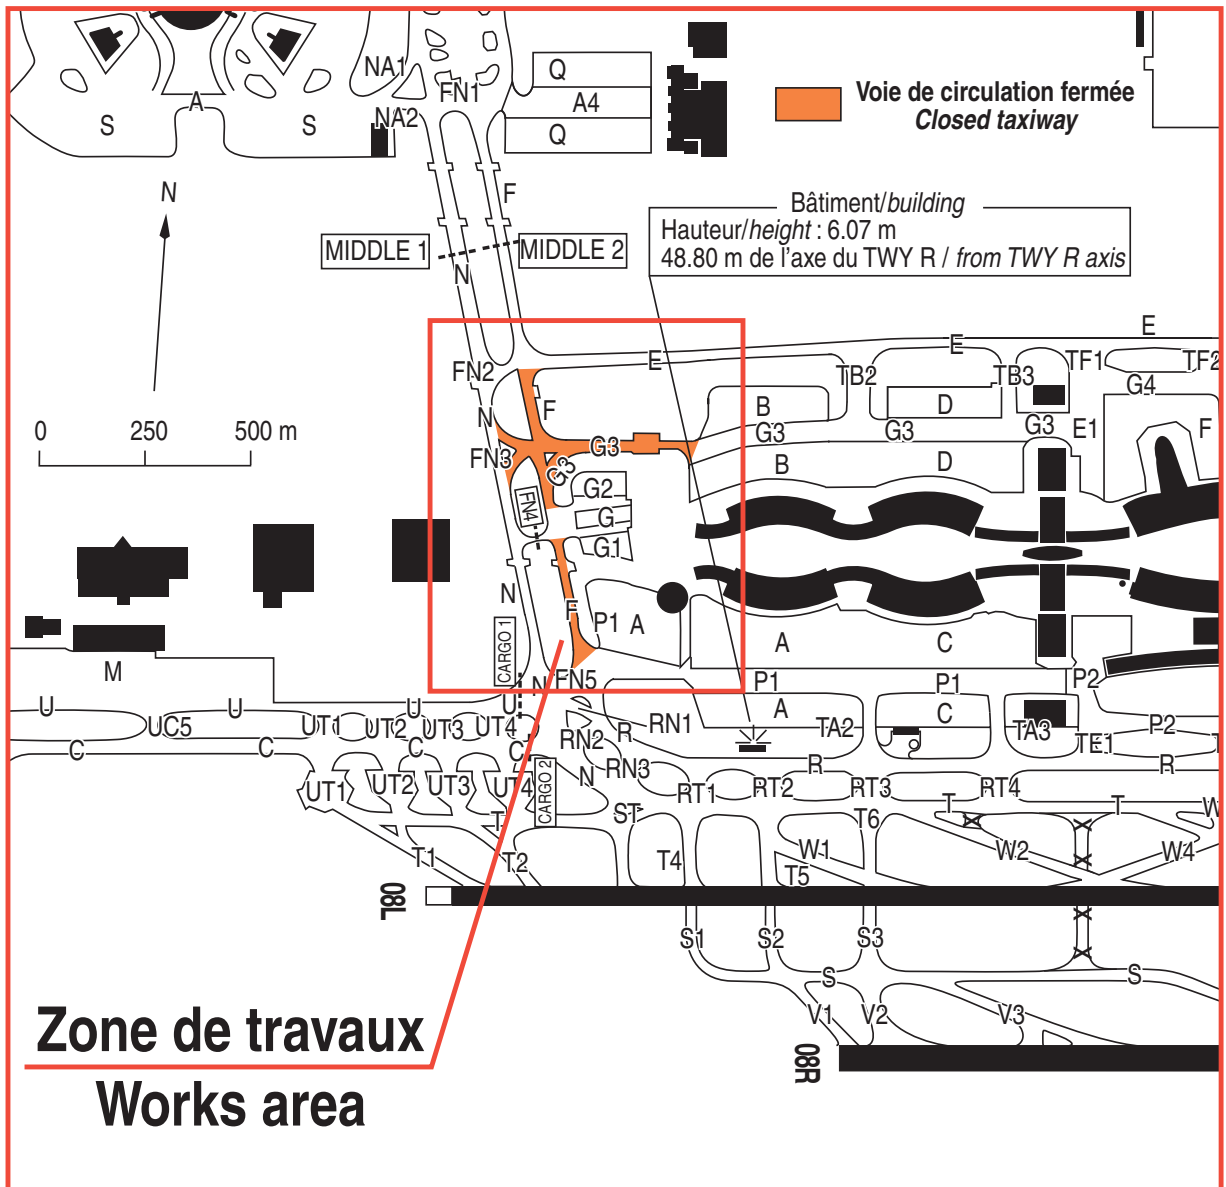 NA1
Q
FN1
A
A4
S
S
NA2
Q
Voie de circulation fermée
Closed taxiway
N
F
Bâtiment/building
Hauteur/height : 6.07 m
48.80 m de l'axe du TWY R / from TWY R axis
MIDDLE 1
MIDDLE 2
N
E
E
E
FN2
TB2
TB3
TF1
TF2
G4
N
F
B
D
0
250
500 m
G3
G3
G3
G3
E1
F
FN3
G3
B
D
G2
FN4
G
G1
N
F
P1
A
A
C
CARGO 1
M
FN5
N
P1
P1
P2
U
U
U
U
A
C
UC5
UT1
UT2
UT3
UT4
RN1
R
TA2
TA3
P2
C
C
C
C
RN2
TE1
T
N
RN3
R
R
UT1
UT2
UT3
UT4
CARGO 2
RT1
RT2
RT3
RT4
T
ST
T6
T
T
W
T1
T2
T4
W1
T5
W2
W4
08L
S1
S2
S3
S
S
V1
V2
V3
08R
Zone de travaux
Works area